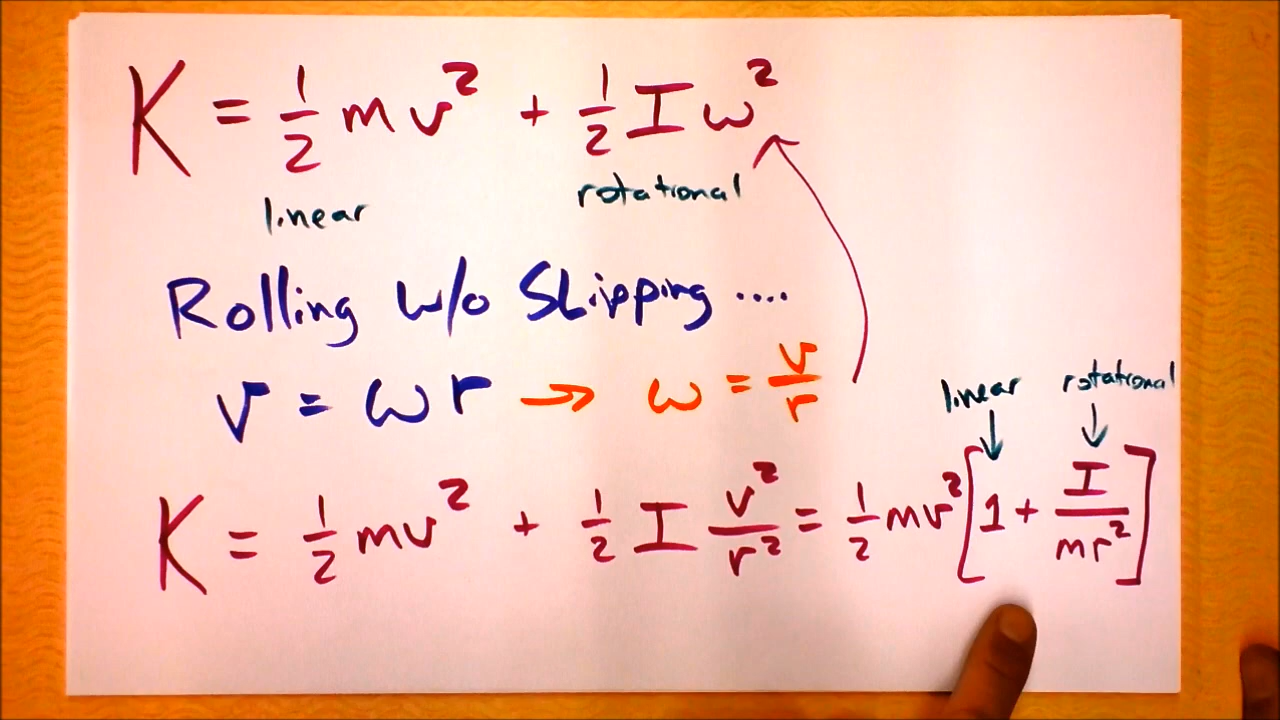 K = 1/2 mv² + 1/2 Iω²
linear rotational
Rolling w/o Slipping ....
v = ωr → ω = v/r
linear rotational
K = 1/2 mv² + 1/2 I v²/r² = 1/2 mv² [1 + I/mr²]